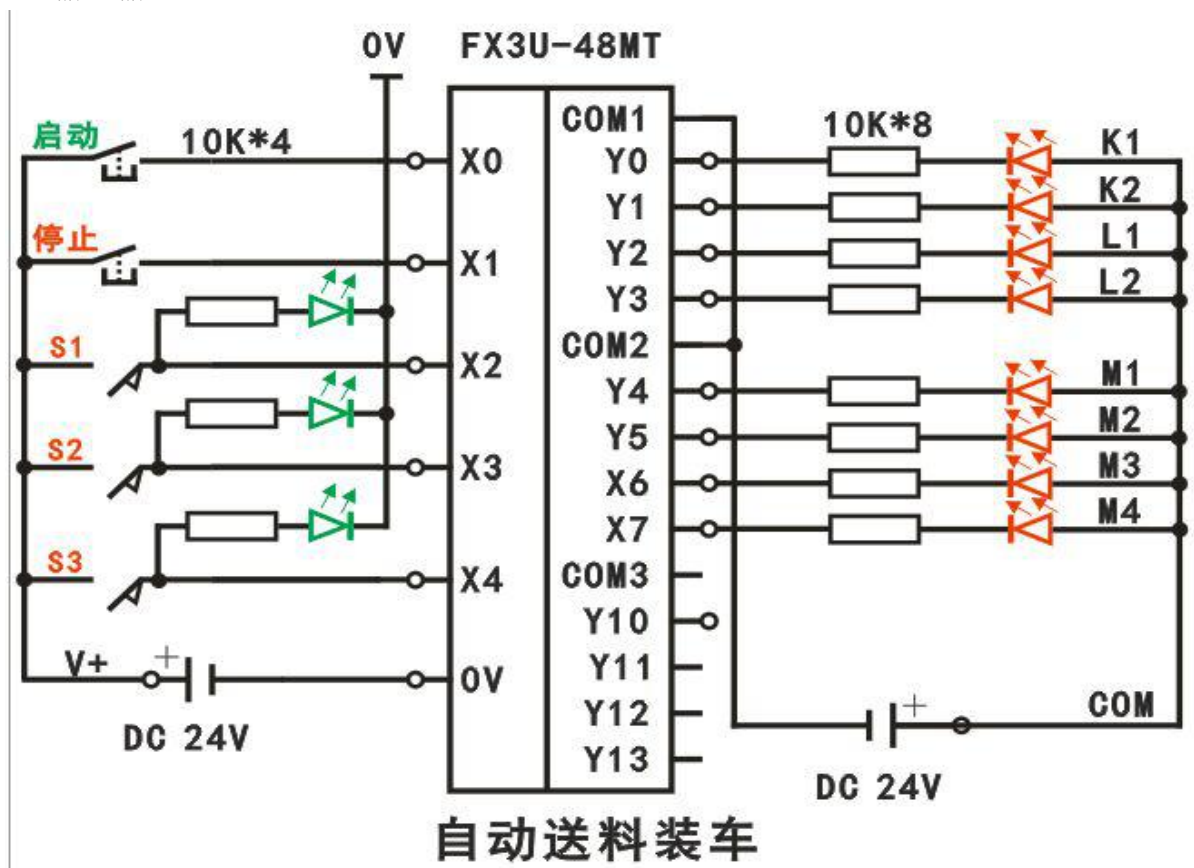 0V FX3U-48MT
启动 10K*4 X0
停止 X1
S1 X2
S2 X3
S3 X4
V+ + 0V
DC 24V
COM1 10K*8
Y0 K1
Y1 K2
Y2 L1
Y3 L2
COM2
Y4 M1
Y5 M2
X6 M3
X7 M4
COM3
Y10
Y11
Y12 + COM
Y13
DC 24V
自动送料装车